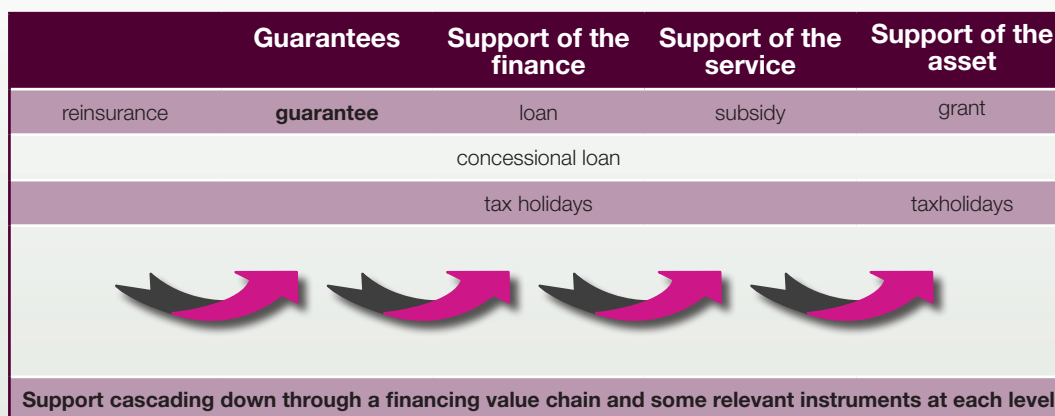 Guarantees Support of the finance Support of the service Support of the asset
reinsurance guarantee loan subsidy grant
concessional loan
tax holidays taxholidays
Support cascading down through a financing value chain and some relevant instruments at each level